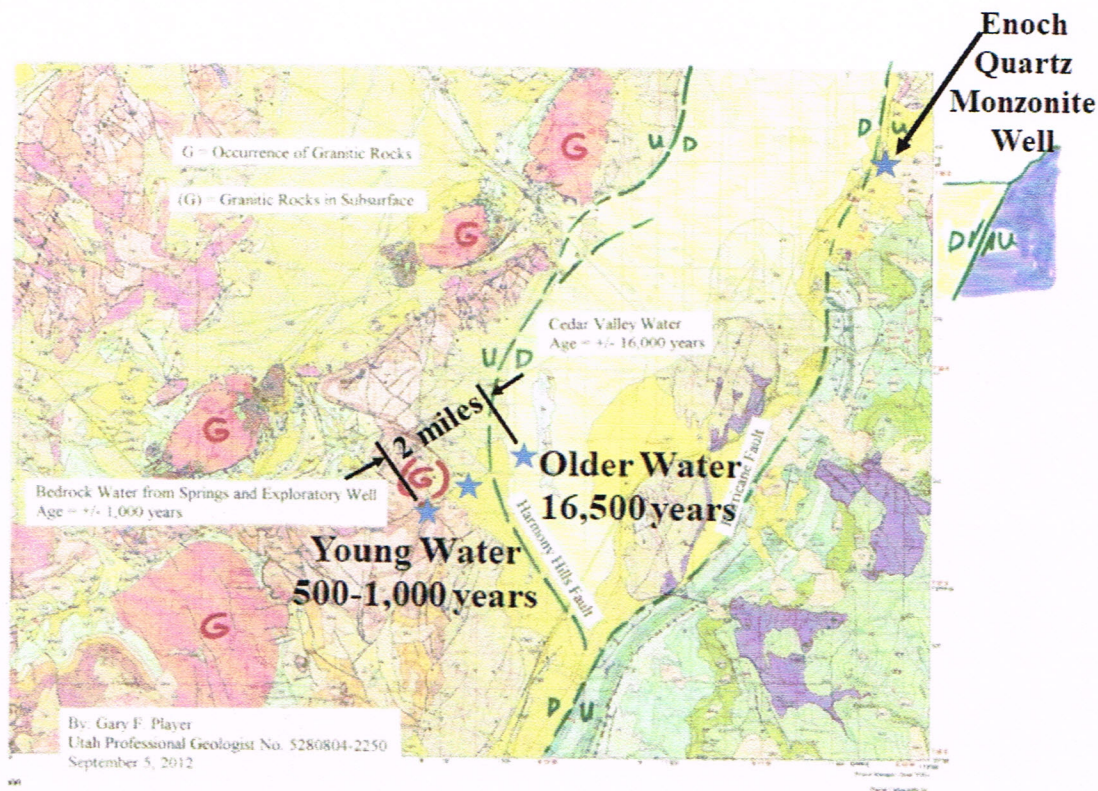 Enoch
Quartz
Monzonite
Well
G = Occurrence of Granitic Rocks
(G) = Granitic Rocks in Subsurface
G
U D
D U
G
D U
Cedar Valley Water
Age = +/- 16,000 years
U D
G
2 miles
(G)
Older Water
16,500 years
Bedrock Water from Springs and Exploratory Well
Age = +/- 1,000 years
Harmony Hills Fault
Hurricane Fault
Young Water
500-1,000 years
G
D U
By: Gary F. Player
Utah Professional Geologist No. 5280804-2250
September 5, 2012